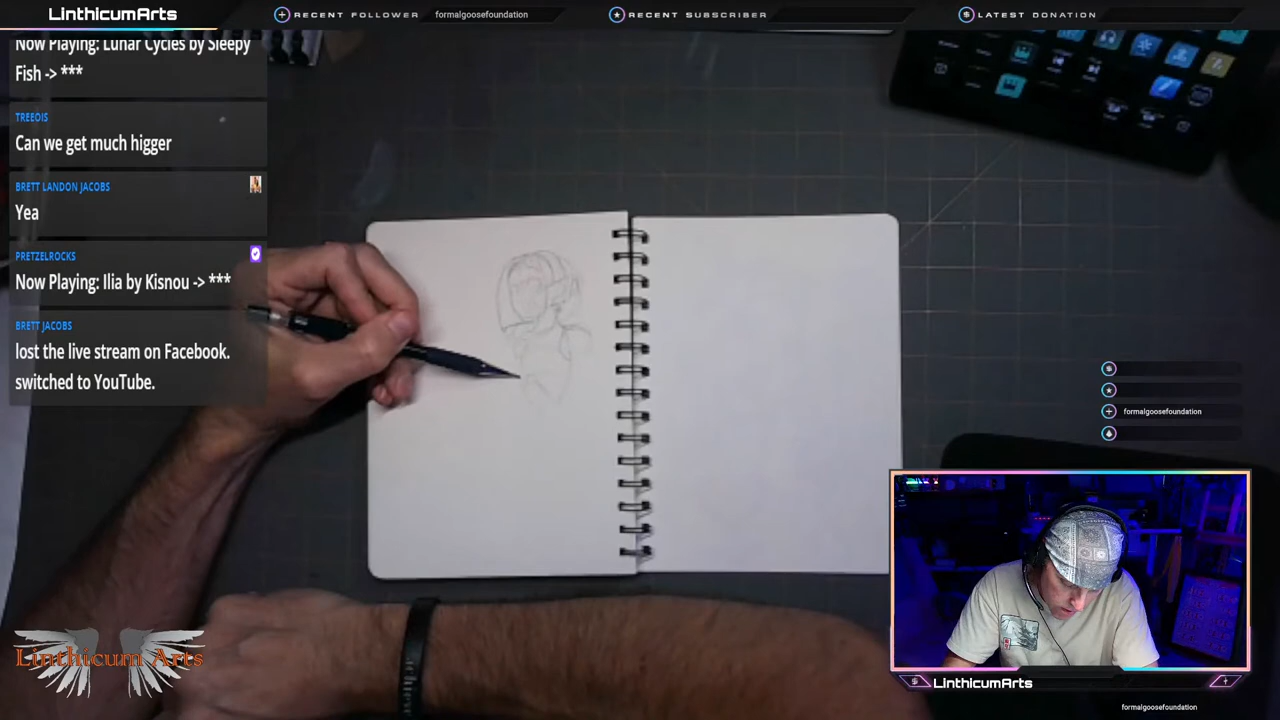 LinthicumArts
RECENT FOLLOWER
formalgoosefoundation
RECENT SUBSCRIBER
LATEST DONATION
Now Playing: Lunar Cycles by Sleepy
Fish -> ***
TREEOIS
Can we get much higger
BRETT LANDON JACOBS
Yea
PRETZELROCKS
Now Playing: Ilia by Kisnou -> ***
BRETT JACOBS
lost the live stream on Facebook.
switched to YouTube.
formalgoosefoundation
Linthicum Arts
LinthicumArts
formalgoosefoundation